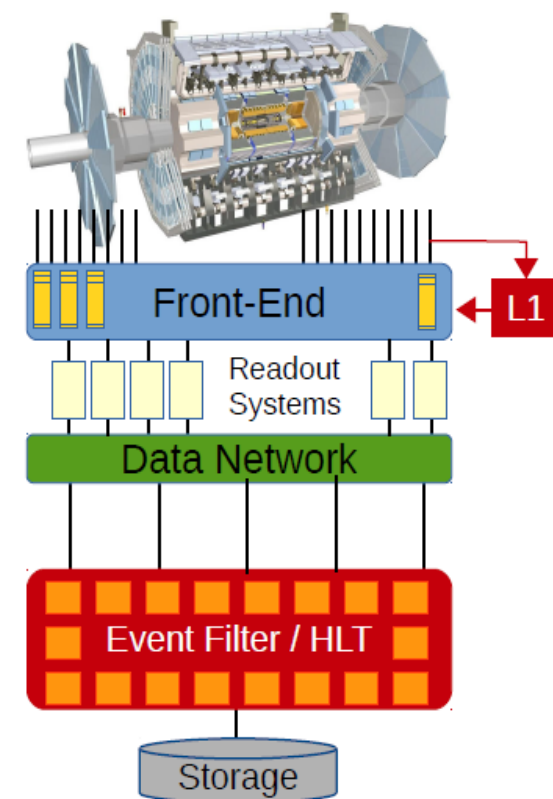 Front-End
L1
Readout
Systems
Data Network
Event Filter / HLT
Storage